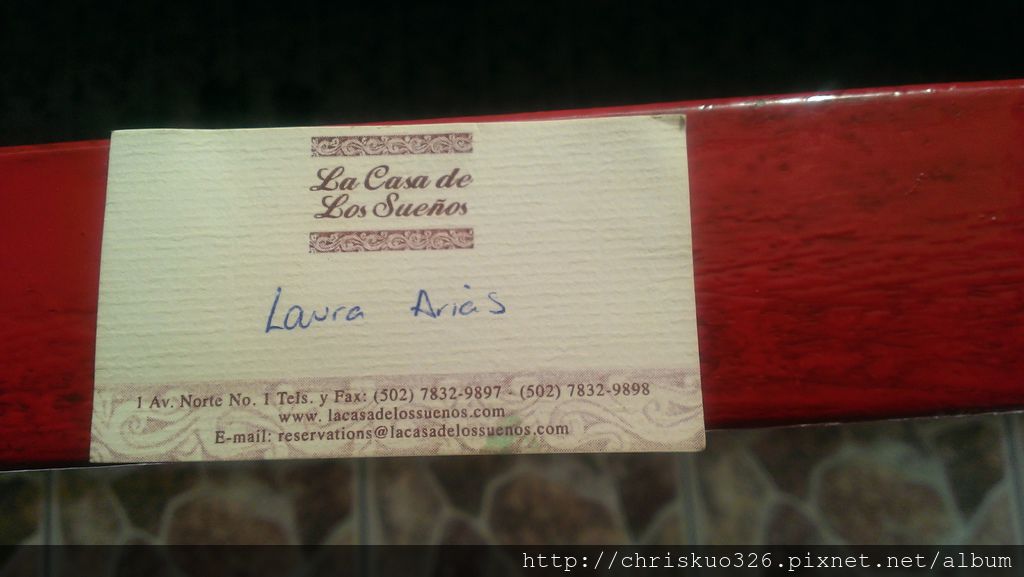 La Casa de
Los Sueños
Laura Arias
1 Av. Norte No. 1 Tels. y Fax: (502) 7832-9897 - (502) 7832-9898
www. lacasadelossuenos.com
E-mail: reservations@lacasadelossuenos.com
http://chriskuo326.pixnet.net/album